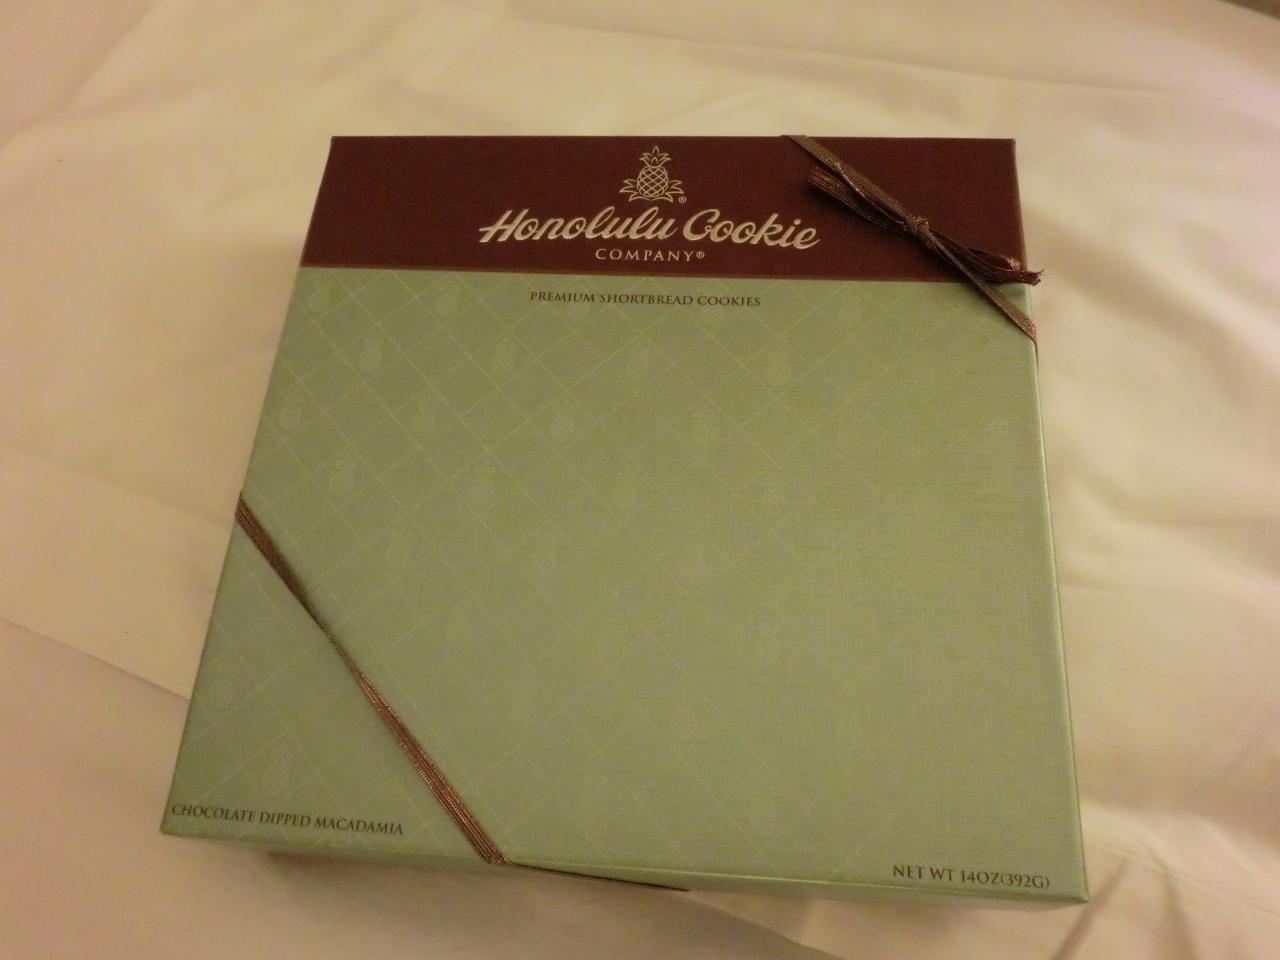 Honolulu Cookie
COMPANY®
PREMIUM SHORTBREAD COOKIES
CHOCOLATE DIPPED MACADAMIA
NET WT 14OZ(392G)